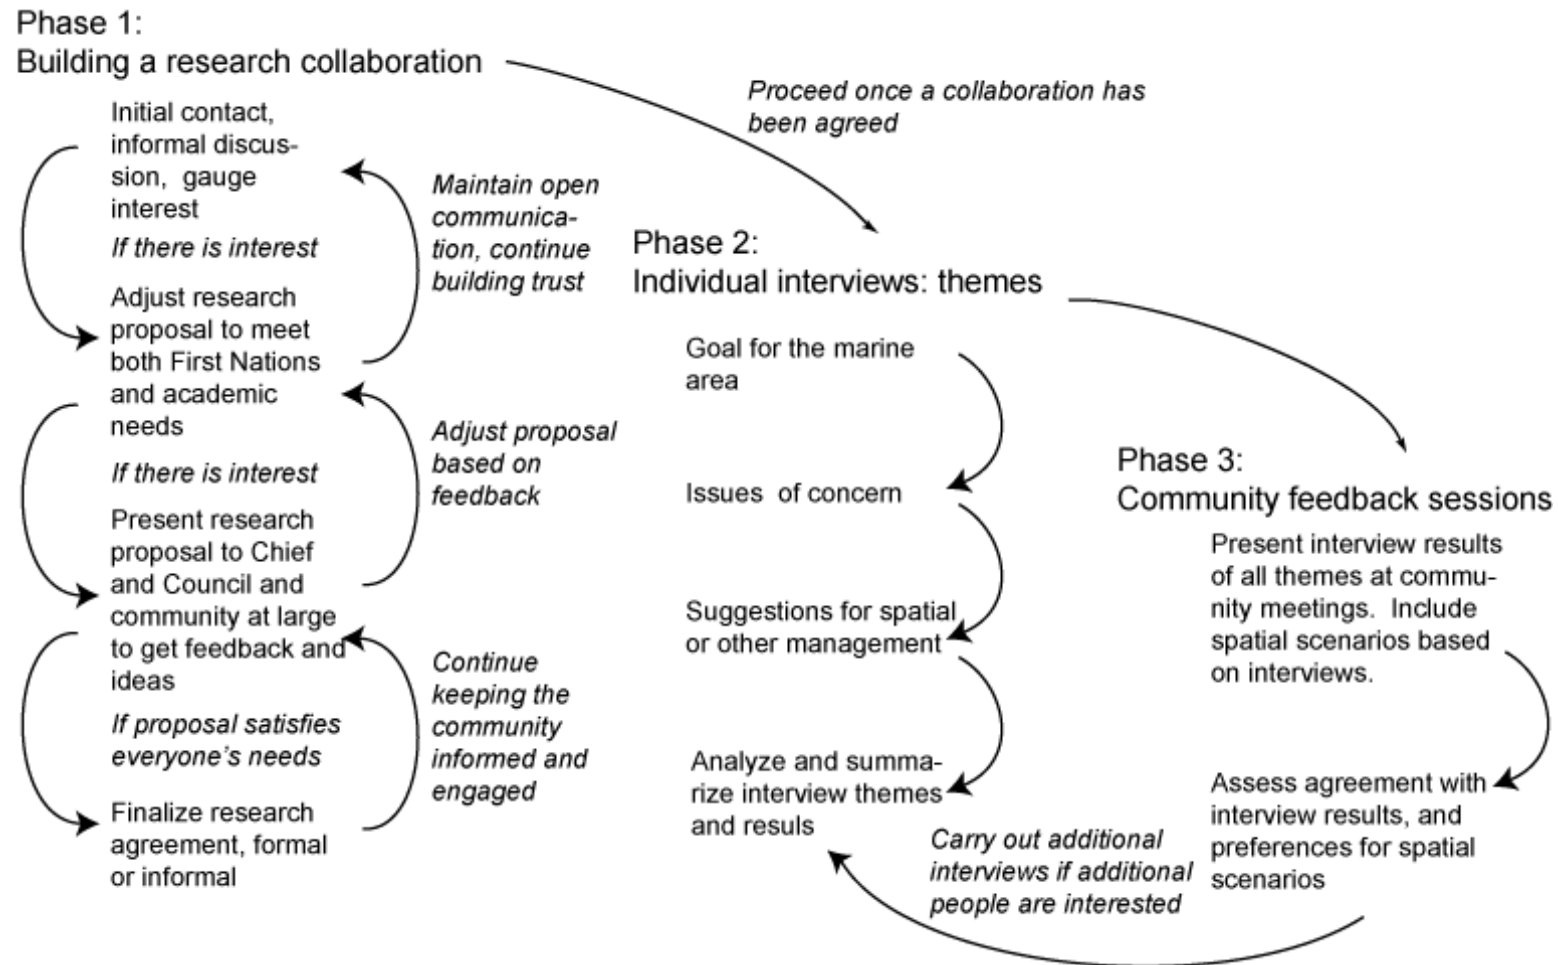 Phase 1:
Building a research collaboration
Initial contact,
informal discus-
sion, gauge
interest
If there is interest
Adjust research
proposal to meet
both First Nations
and academic
needs
If there is interest
Present research
proposal to Chief
and Council and
community at large
to get feedback and
ideas
If proposal satisfies
everyone's needs
Finalize research
agreement, formal
or informal
Maintain open
communica-
tion, continue
building trust
Adjust proposal
based on
feedback
Continue
keeping the
community
informed and
engaged
Proceed once a collaboration has
been agreed
Phase 2:
Individual interviews: themes
Goal for the marine
area
Issues of concern
Suggestions for spatial
or other management
Analyze and summa-
rize interview themes
and resuls
Phase 3:
Community feedback sessions
Present interview results
of all themes at commu-
nity meetings. Include
spatial scenarios based
on interviews.
Assess agreement with
interview results, and
preferences for spatial
scenarios
Carry out additional
interviews if additional
people are interested